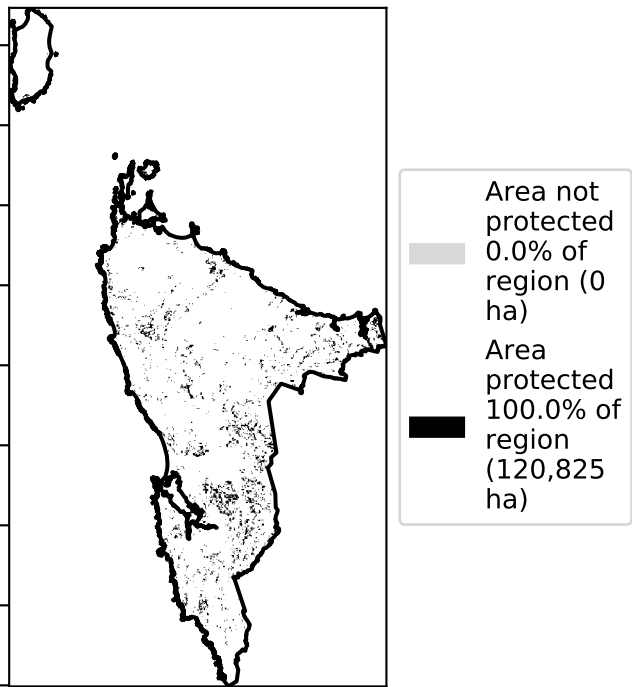 Area not
protected
0.0% of
region (0
ha)
Area
protected
100.0% of
region
(120,825
ha)